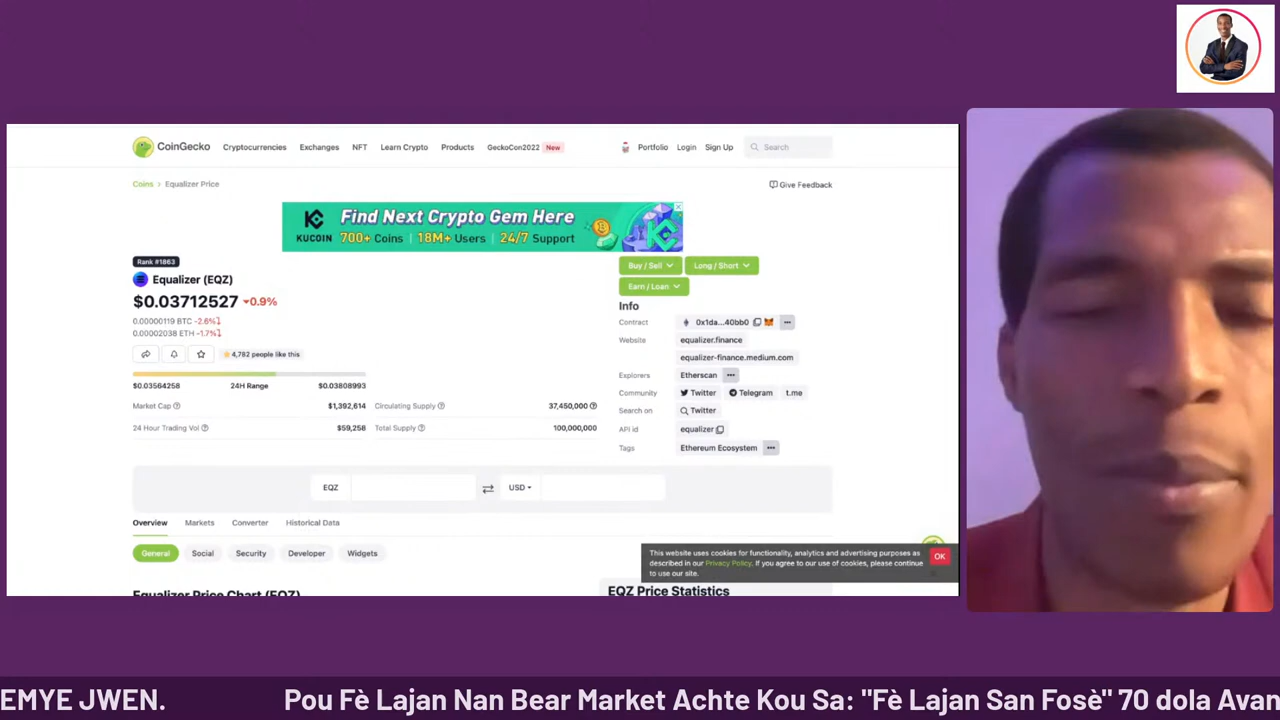 CoinGecko Cryptocurrencies Exchanges NFT Learn Crypto Products GeckoCon2022 New Portfolio Login Sign Up Search
Coins > Equalizer Price Give Feedback
KUCOIN
Find Next Crypto Gem Here
700+ Coins | 18M+ Users | 24/7 Support
Rank #1863
Equalizer (EQZ)
$0.03712527 0.9%
0.00000119 BTC -2.6%
0.00002038 ETH -1.7%
4,782 people like this
$0.03564258 24H Range $0.03808993
Market Cap $1,392,614 Circulating Supply 37,450,000
24 Hour Trading Vol $59,258 Total Supply 100,000,000
Buy / Sell Long / Short
Earn / Loan
Info
Contract 0x1da...40bb0
Website equalizer.finance
equalizer-finance.medium.com
Explorers Etherscan
Community Twitter Telegram t.me
Search on Twitter
API id equalizer
Tags Ethereum Ecosystem
EQZ USD
Overview Markets Converter Historical Data
General Social Security Developer Widgets
This website uses cookies for functionality, analytics and advertising purposes as
described in our Privacy Policy. If you agree to our use of cookies, please continue
to use our site.
OK
Equalizer Price Chart (EQZ)
EQZ Price Statistics
EMYE JWEN. Pou Fè Lajan Nan Bear Market Achte Kou Sa: "Fè Lajan San Fosè" 70 dola Avan